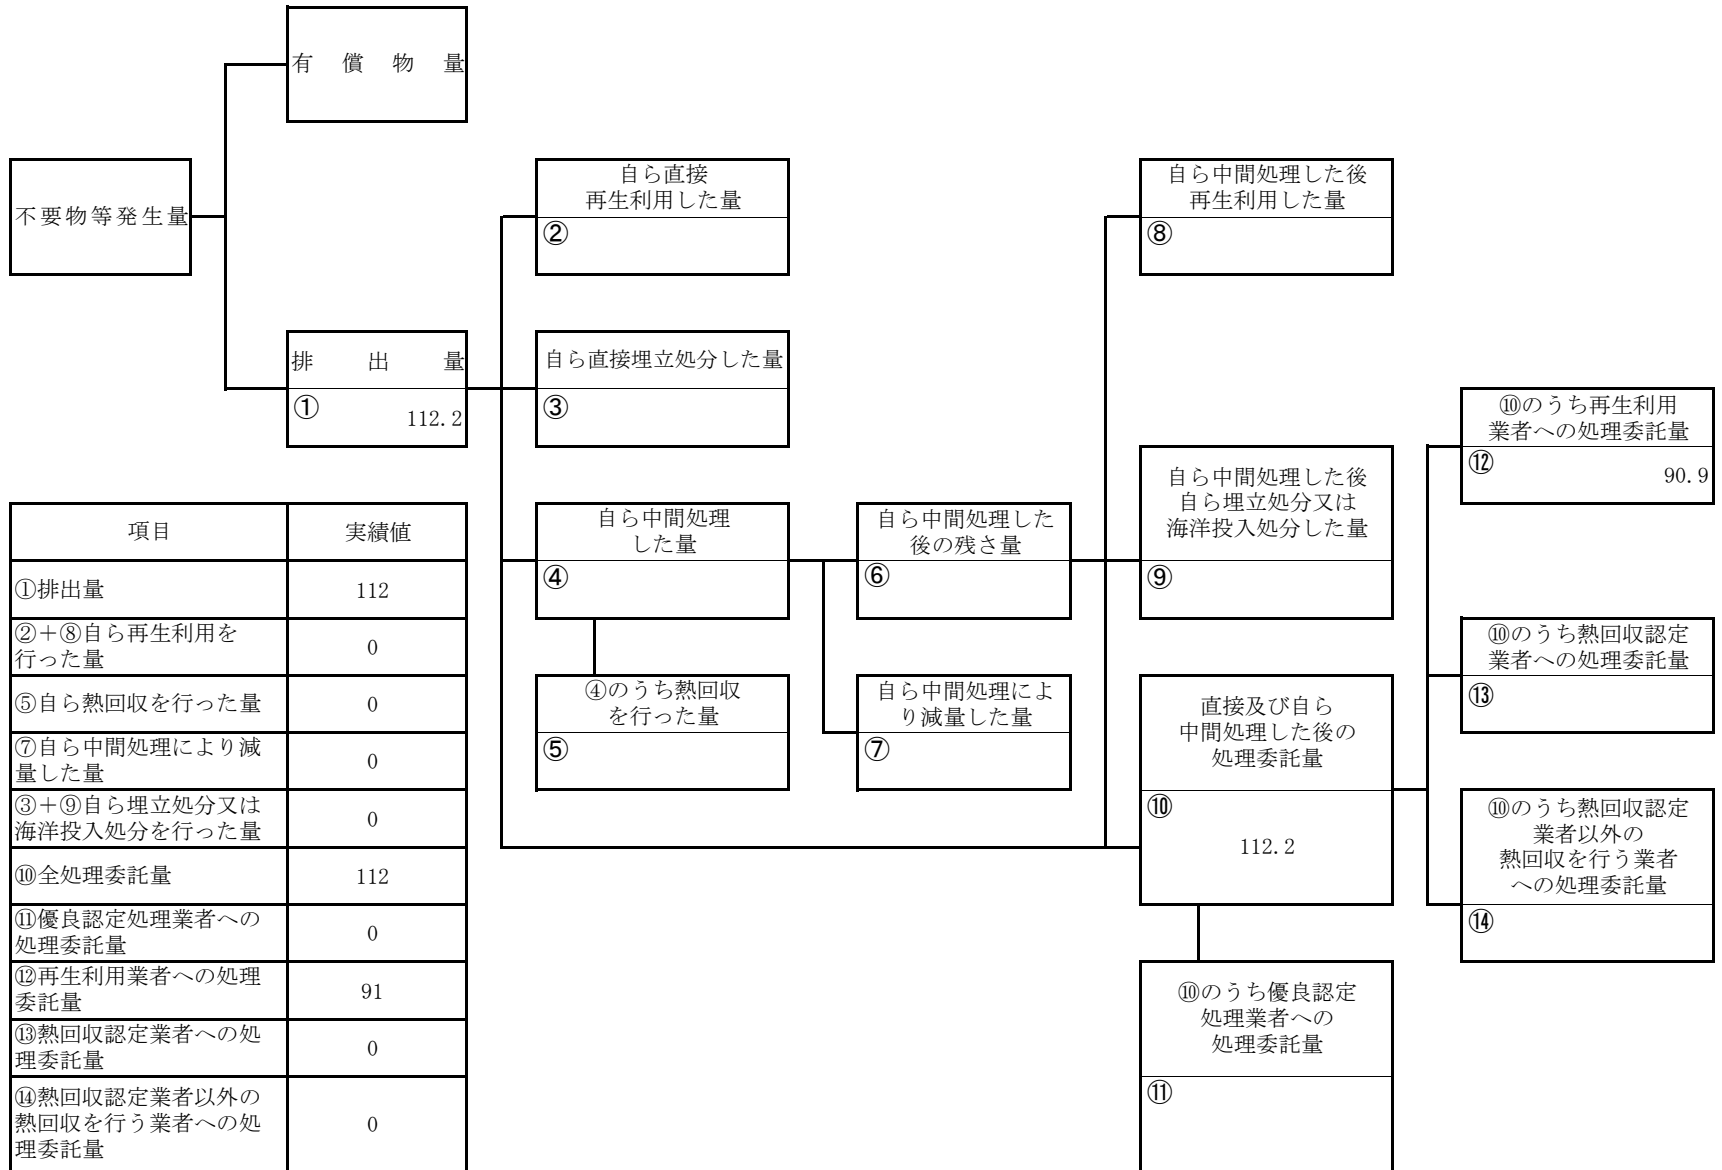 有償物量
不要物等発生量
自ら直接
再生利用した量
②
自ら中間処理した後
再生利用した量
⑧
排出量
①
112.2
自ら直接埋立処分した量
③
⑩のうち再生利用
業者への処理委託量
⑫
90.9
自ら中間処理
した量
④
自ら中間処理した
後の残さ量
⑥
自ら中間処理した後
自ら埋立処分又は
海洋投入処分した量
⑨
⑩のうち熱回収認定
業者への処理委託量
⑬
④のうち熱回収
を行った量
⑤
自ら中間処理によ
り減量した量
⑦
直接及び自ら
中間処理した後の
処理委託量
⑩
112.2
⑩のうち熱回収認定
業者以外の
熱回収を行う業者
への処理委託量
⑭
⑩のうち優良認定
処理業者への
処理委託量
⑪
項目 実績値
①排出量 112
②+⑧自ら再生利用を
行った量 0
⑤自ら熱回収を行った量 0
⑦自ら中間処理により減
量した量 0
③+⑨自ら埋立処分又は
海洋投入処分を行った量 0
⑩全処理委託量 112
⑪優良認定処理業者への
処理委託量 0
⑫再生利用業者への処理
委託量 91
⑬熱回収認定業者への処
理委託量 0
⑭熱回収認定業者以外の
熱回収を行う業者への処
理委託量 0